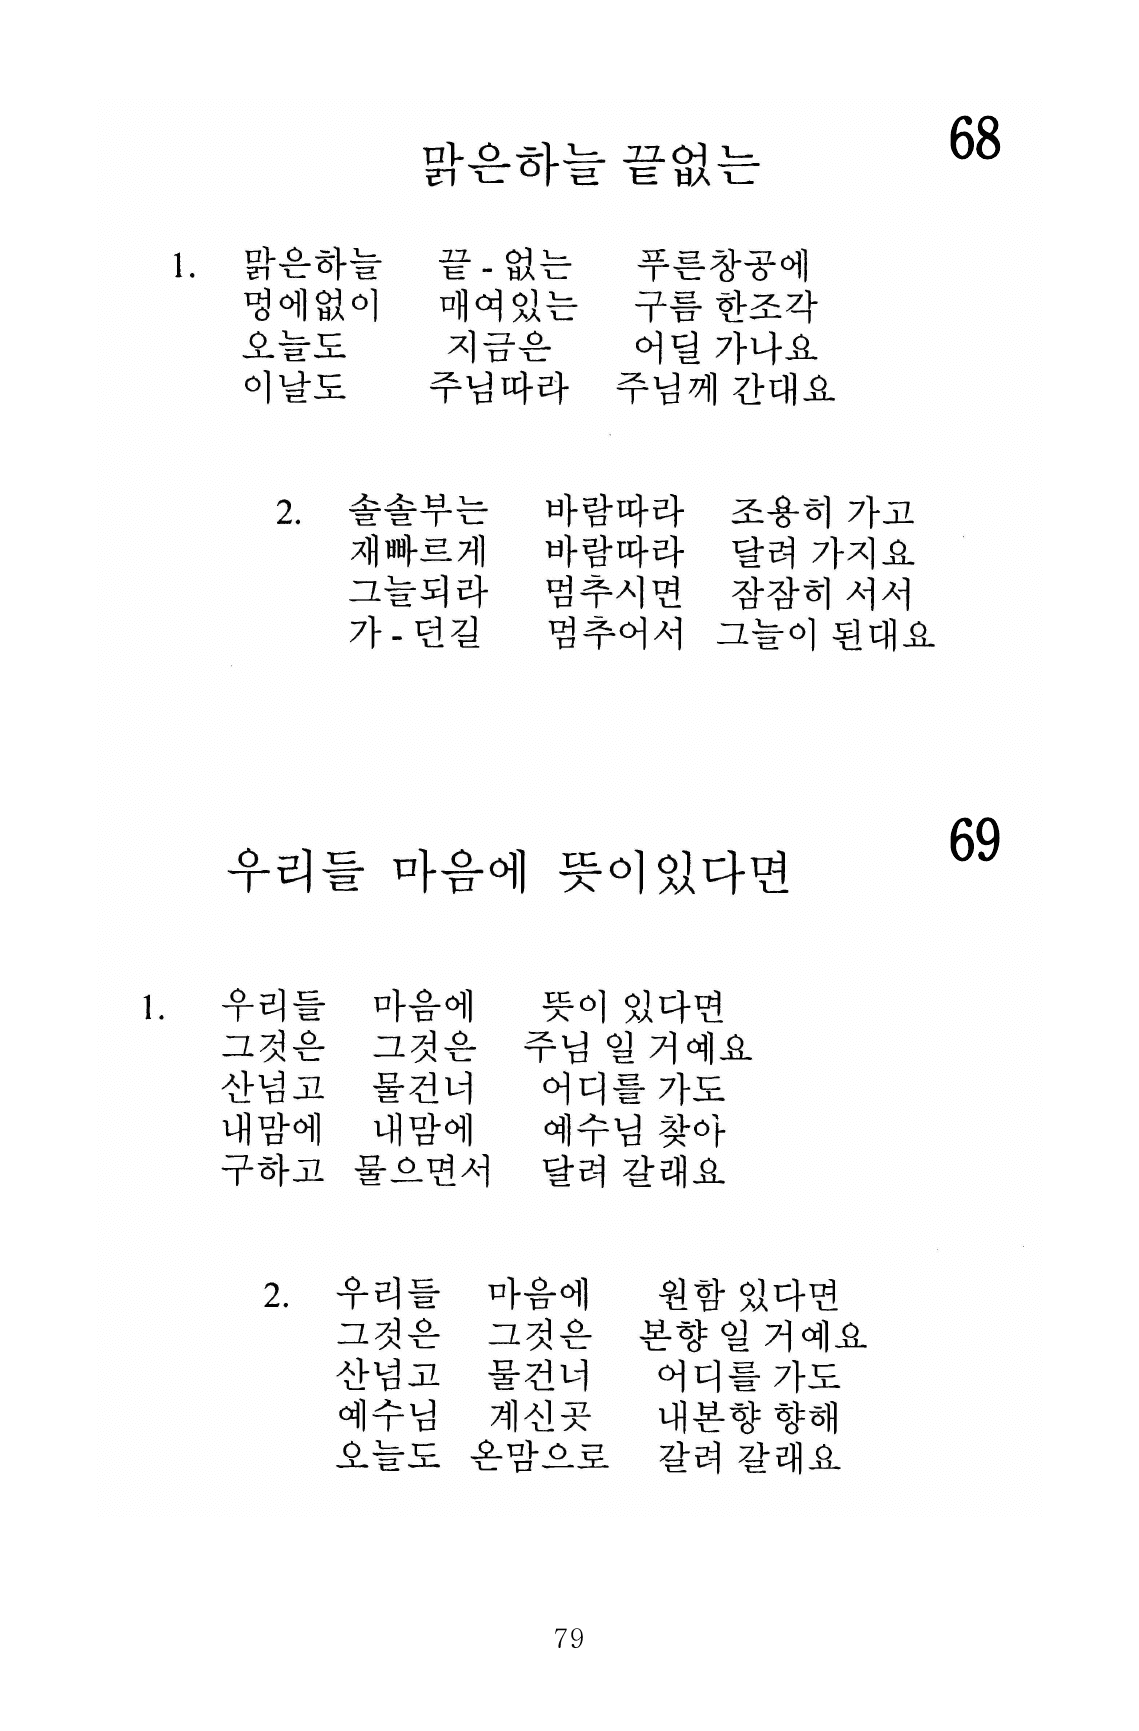 68
맑은하늘 끝없는
1. 맑은하늘 끝-없는 푸른창공에
멍에없이 매여있는 구름 한조각
오늘도 지금은 어딜 가나요
이날도 주님따라 주님께 간대요
2. 솔솔부는 바람따라 조용히 가고
재빠르게 바람따라 달려 가지요
그늘되라 멈추시면 잠잠히 서서
가-던길 멈추어서 그늘이 된대요
69
우리들 마음에 뜻이있다면
1. 우리들 마음에 뜻이 있다면
그것은 그것은 주님 일 거예요
산넘고 물건너 어디를 가도
내맘에 내맘에 예수님 찾아
구하고 물으면서 달려 갈래요
2. 우리들 마음에 원함 있다면
그것은 그것은 본향 일 거예요
산넘고 물건너 어디를 가도
예수님 계신곳 내본향 향해
오늘도 온맘으로 갈려 갈래요
79